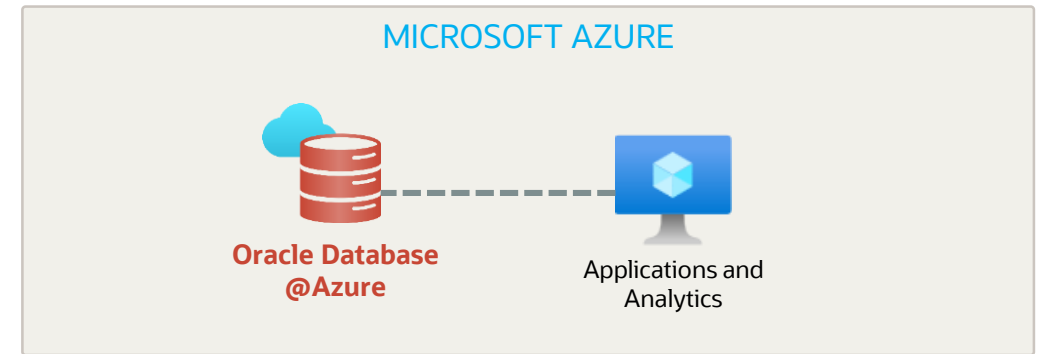 MICROSOFT AZURE
Oracle Database
@Azure
Applications and
Analytics